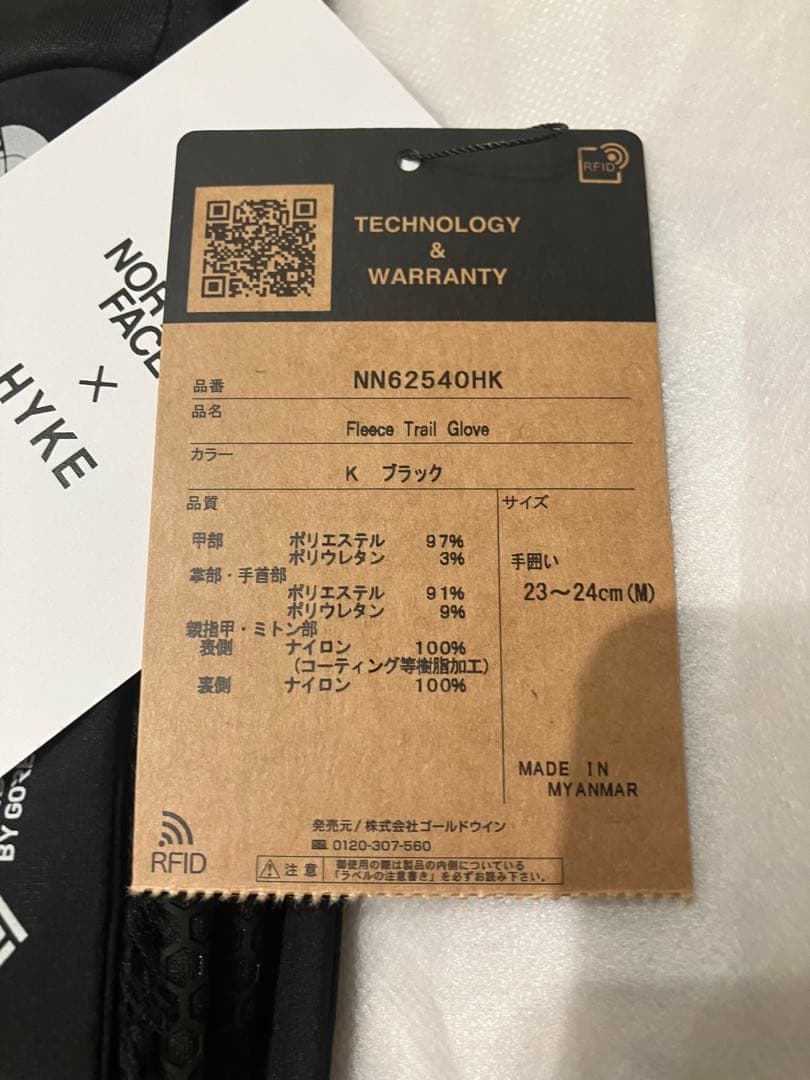 NOR
FACE
×
HYKE
RFID
TECHNOLOGY
&
WARRANTY
品番 NN62540HK
品名
Fleece Trail Glove
カラー
K ブラック
品質
サイズ
甲部 ポリエステル 97%
ポリウレタン 3%
掌部・手首部
ポリエステル 91%
ポリウレタン 9%
親指甲・ミトン部
表側 ナイロン 100%
(コーティング等樹脂加工)
裏側 ナイロン 100%
手囲い
23～24cm(M)
MADE IN
MYANMAR
RFID
発売元/株式会社ゴールドウイン
0120-307-560
注意
御使用の際は製品の内側についている
「ラベルの注意書き」を必ずお読み下さい。
BY GORE